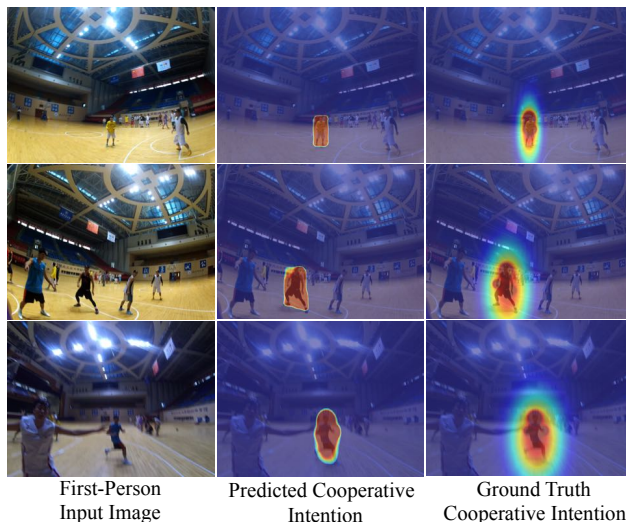 First-Person
Input Image
Predicted Cooperative
Intention
Ground Truth
Cooperative Intention